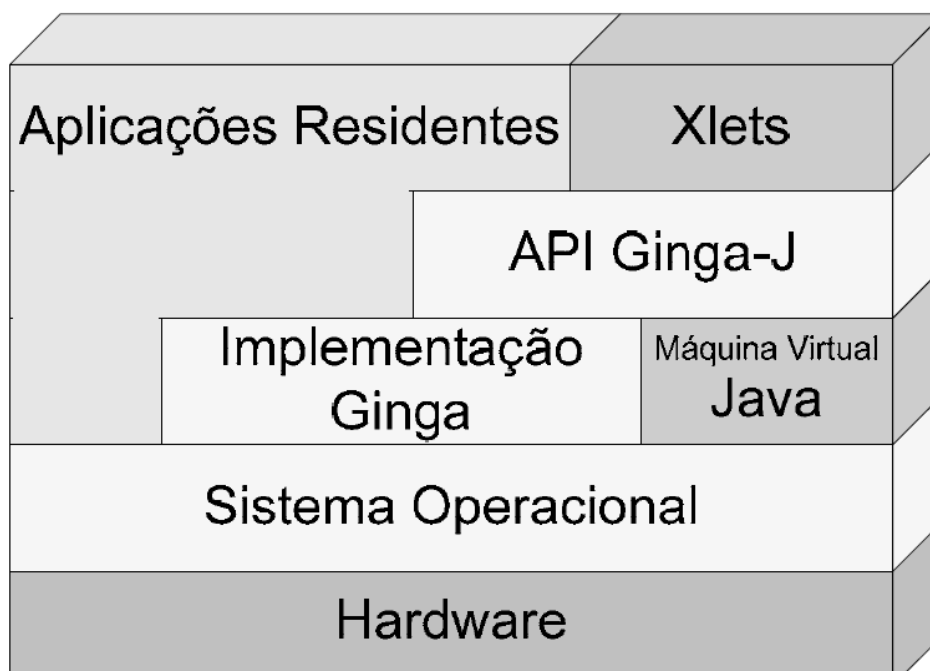 Aplicações Residentes
Xlets
API Ginga-J
Implementação
Ginga
Máquina Virtual
Java
Sistema Operacional
Hardware